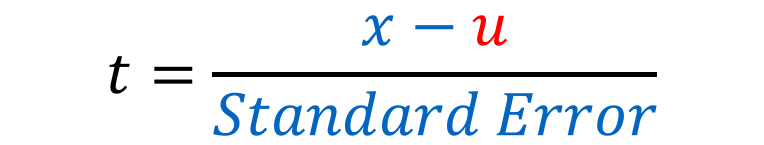 x − u
t =
Standard Error